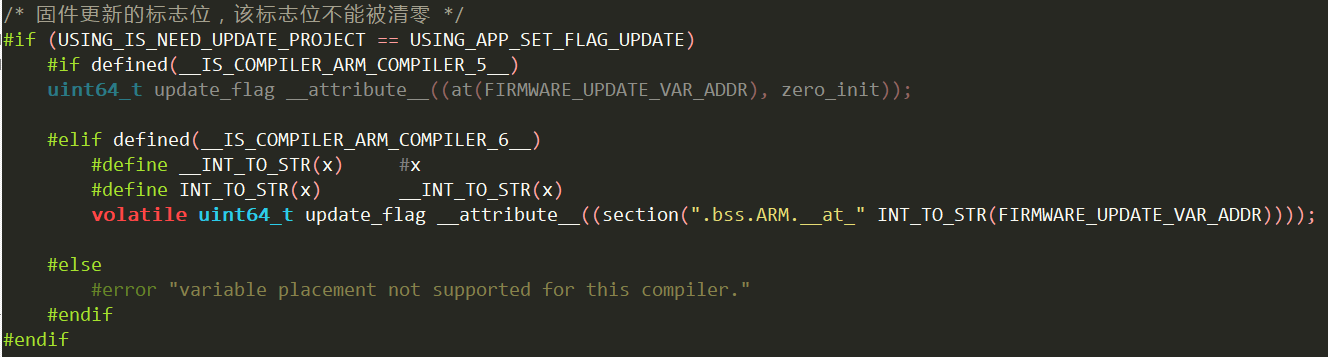 /* 固件更新的标志位，该标志位不能被清零 */
#if (USING_IS_NEED_UPDATE_PROJECT == USING_APP_SET_FLAG_UPDATE)
#if defined(__IS_COMPILER_ARM_COMPILER_5__)
uint64_t update_flag __attribute__((at(FIRMWARE_UPDATE_VAR_ADDR), zero_init));
#elif defined(__IS_COMPILER_ARM_COMPILER_6__)
#define __INT_TO_STR(x) #x
#define INT_TO_STR(x) __INT_TO_STR(x)
volatile uint64_t update_flag __attribute__((section(".bss.ARM.__at_" INT_TO_STR(FIRMWARE_UPDATE_VAR_ADDR))));
#else
#error "variable placement not supported for this compiler."
#endif
#endif